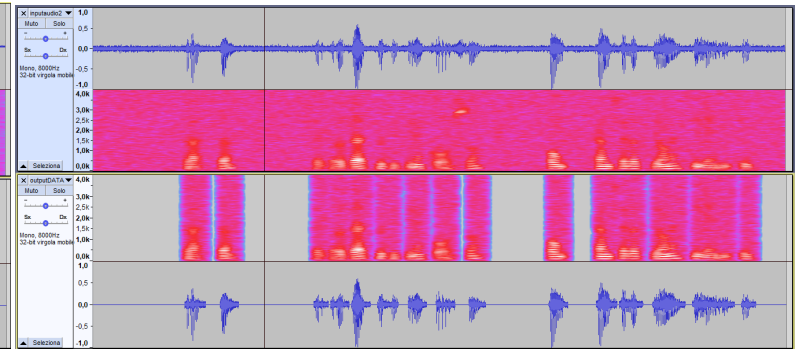 inputaudio2
Muto Solo
- +
Sx Dx
Mono, 8000Hz
32-bit virgola mobile
Seleziona
1,0
0,5
0,0
-0,5
-1,0
4,0k
3,0k
2,5k
2,0k
1,5k
1,0k
0,0k
outputDATA
Muto Solo
- +
Sx Dx
Mono, 8000Hz
32-bit virgola mobile
Seleziona
4,0k
3,0k
2,5k
2,0k
1,5k
1,0k
0,0k
1,0
0,5
0,0
-0,5
-1,0